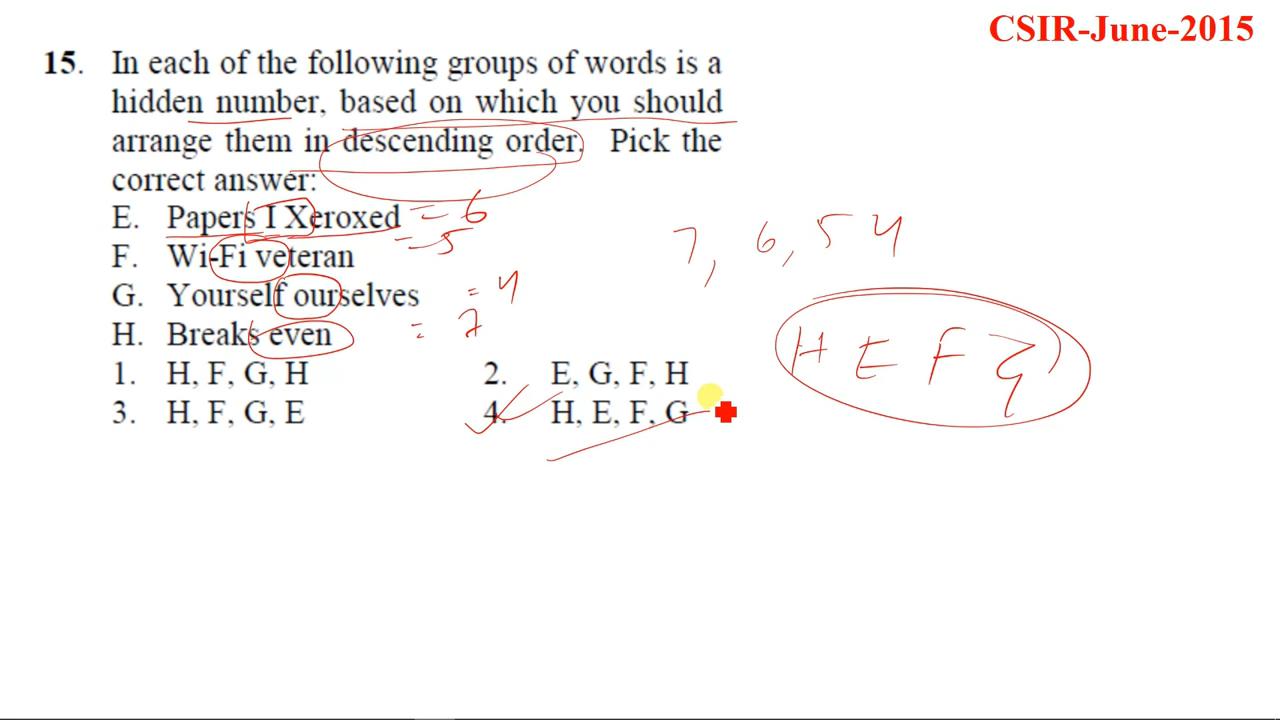 CSIR-June-2015
15. In each of the following groups of words is a
hidden number, based on which you should
arrange them in descending order. Pick the
correct answer:
E. Papers I Xeroxed = 6
F. Wi-Fi veteran = 5
G. Yourself ourselves = 4
H. Breaks even = 7
1. H, F, G, H 2. E, G, F, H
3. H, F, G, E 4. H, E, F, G
7, 6, 5 4
H E F G